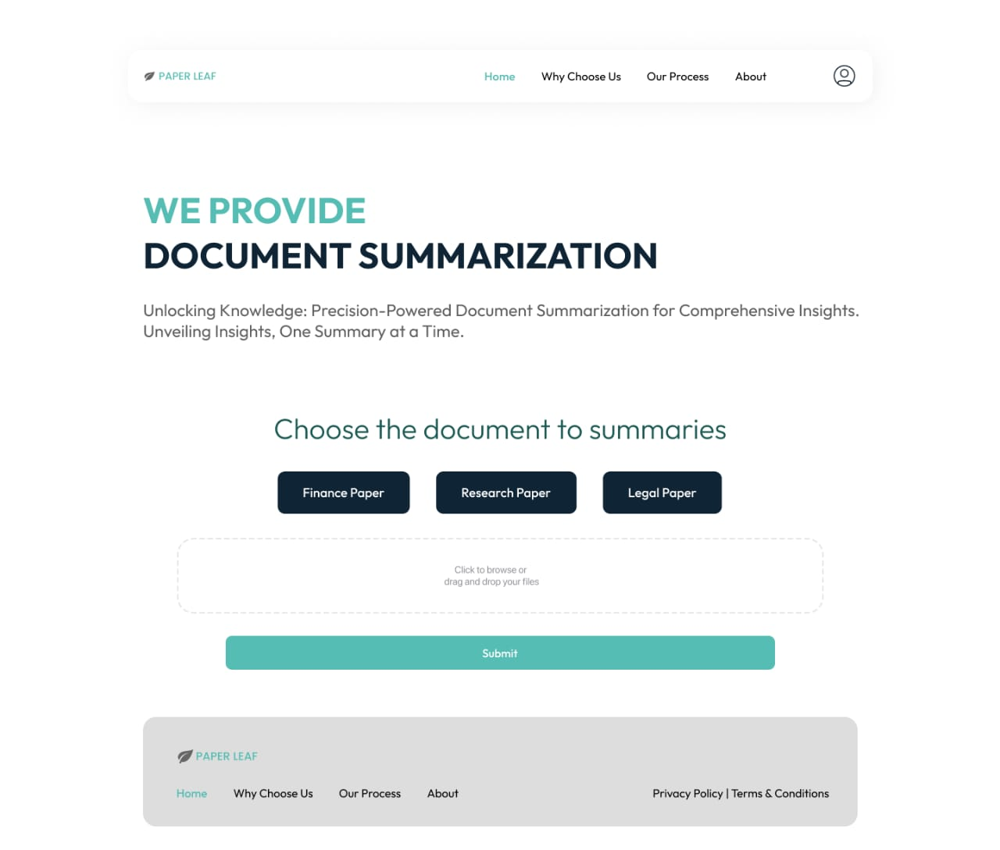 PAPER LEAF
Home Why Choose Us Our Process About
WE PROVIDE
DOCUMENT SUMMARIZATION
Unlocking Knowledge: Precision-Powered Document Summarization for Comprehensive Insights.
Unveiling Insights, One Summary at a Time.
Choose the document to summaries
Finance Paper Research Paper Legal Paper
Click to browse or
drag and drop your files
Submit
PAPER LEAF
Home Why Choose Us Our Process About Privacy Policy | Terms & Conditions